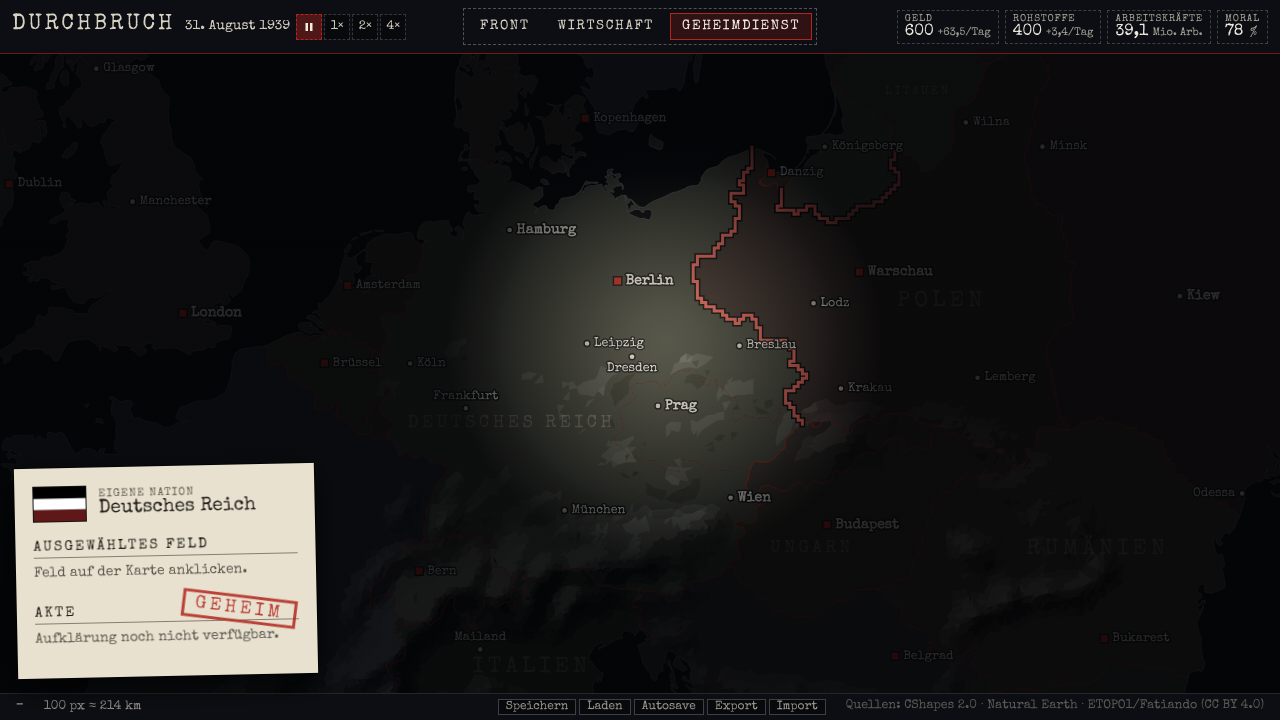 DURCHBRUCH
31. August 1939
1×
2×
4×
FRONT
WIRTSCHAFT
GEHEIMDIENST
GELD
600 +63,5/Tag
ROHSTOFFE
400 +3,4/Tag
ARBEITSKRÄFTE
39,1 Mio. Arb.
MORAL
78 %
Glasgow
LITAUEN
Kopenhagen
Wilna
Königsberg
Minsk
Danzig
Dublin
Manchester
Hamburg
Warschau
Berlin
Amsterdam
Kiew
POLEN
Lodz
London
Leipzig
Breslau
Brüssel
Köln
Dresden
Lemberg
Krakau
Frankfurt
Prag
DEUTSCHES REICH
Odessa
Wien
München
Budapest
UNGARN
RUMÄNIEN
Bern
Mailand
Bukarest
Belgrad
ITALIEN
EIGENE NATION
Deutsches Reich
AUSGEWÄHLTES FELD
Feld auf der Karte anklicken.
AKTE
GEHEIM
Aufklärung noch nicht verfügbar.
–
100 px ≈ 214 km
Speichern
Laden
Autosave
Export
Import
Quellen: CShapes 2.0 · Natural Earth · ETOPO1/Fatiando (CC BY 4.0)